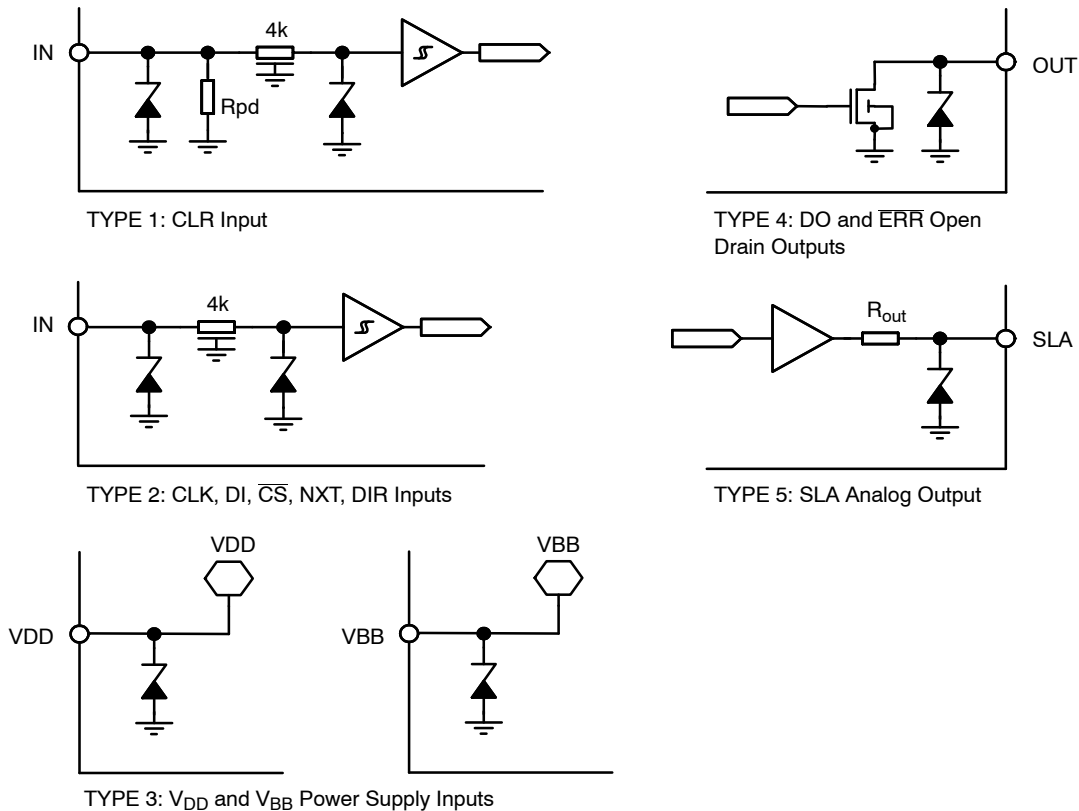 IN
4k
Rpd
TYPE 1: CLR Input
OUT
TYPE 4: DO and E̅R̅R̅ Open
Drain Outputs
IN
4k
TYPE 2: CLK, DI, C̅S̅, NXT, DIR Inputs
R_out
SLA
TYPE 5: SLA Analog Output
VDD
VDD
VBB
VBB
TYPE 3: V_DD and V_BB Power Supply Inputs